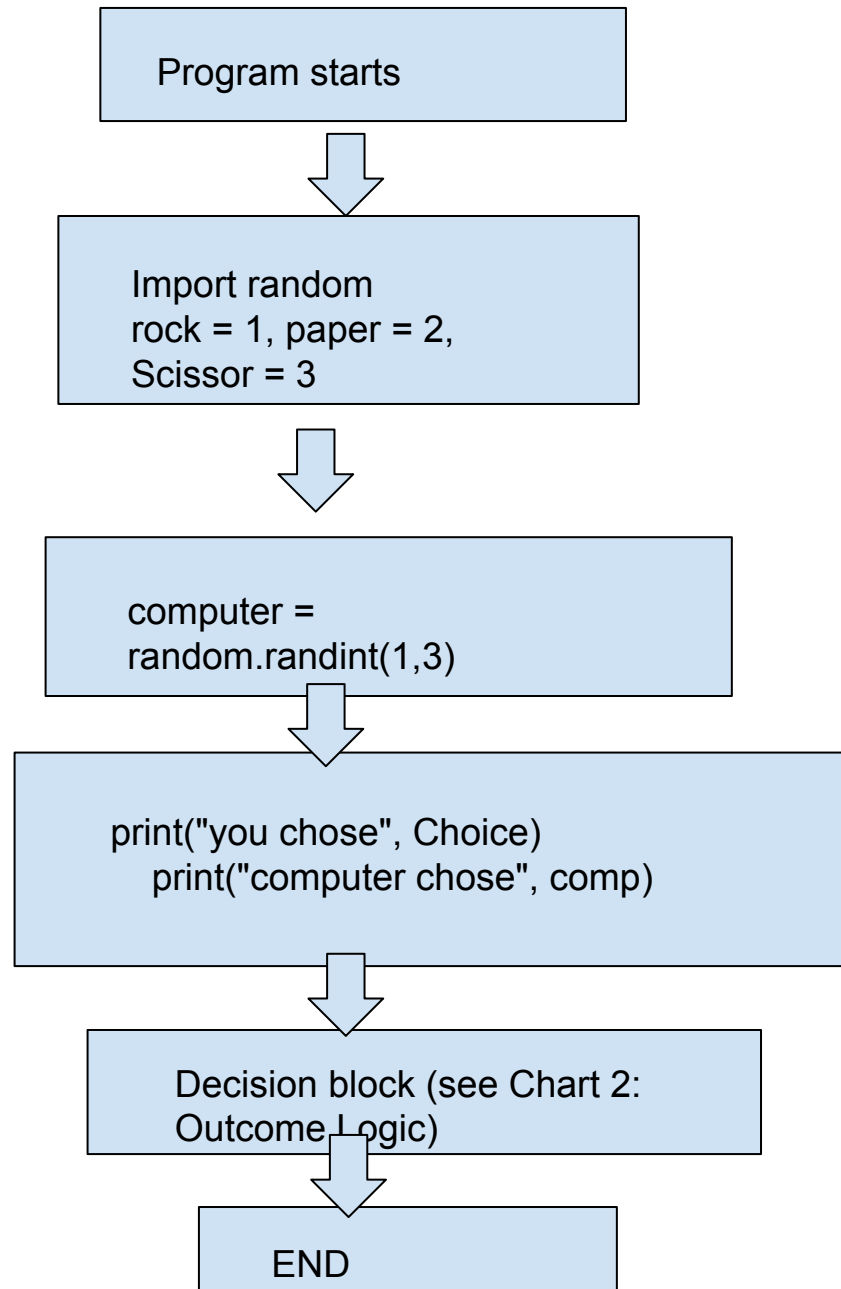 Program starts
Import random
rock = 1, paper = 2,
Scissor = 3
computer =
random.randint(1,3)
print("you chose", Choice)
print("computer chose", comp)
Decision block (see Chart 2:
Outcome Logic)
END